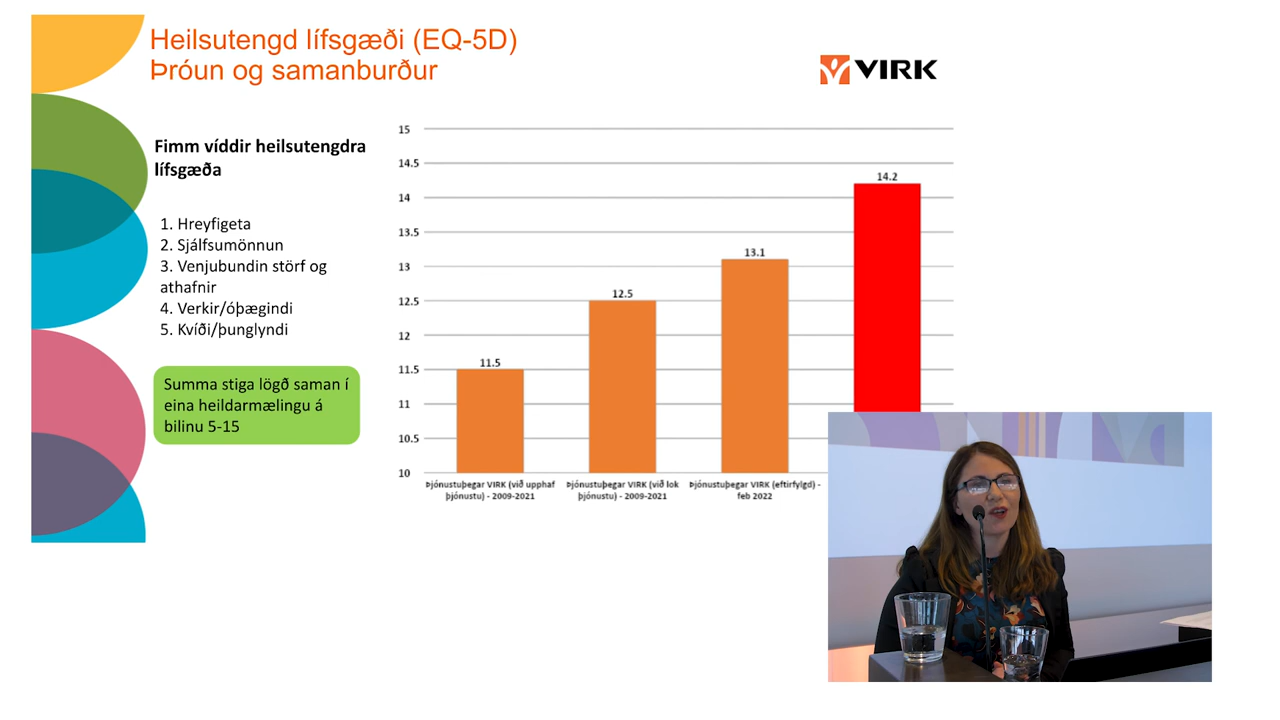 Heilsutengd lífsgæði (EQ-5D)
Þróun og samanburður
VIRK
Fimm víddir heilsutengdra
lífsgæða
1. Hreyfigeta
2. Sjálfsumönnun
3. Venjubundin störf og
athafnir
4. Verkir/óþægindi
5. Kvíði/þunglyndi
Summa stiga lögð saman í
eina heildarmælingu á
bilinu 5-15
15
14.5
14
13.5
13
12.5
12
11.5
11
10.5
10
11.5
12.5
13.1
14.2
Þjónustuþegar VIRK (við upphaf
þjónustu) - 2009-2021
Þjónustuþegar VIRK (við lok
þjónustu) - 2009-2021
Þjónustuþegar VIRK (eftirfylgd) -
feb 2022